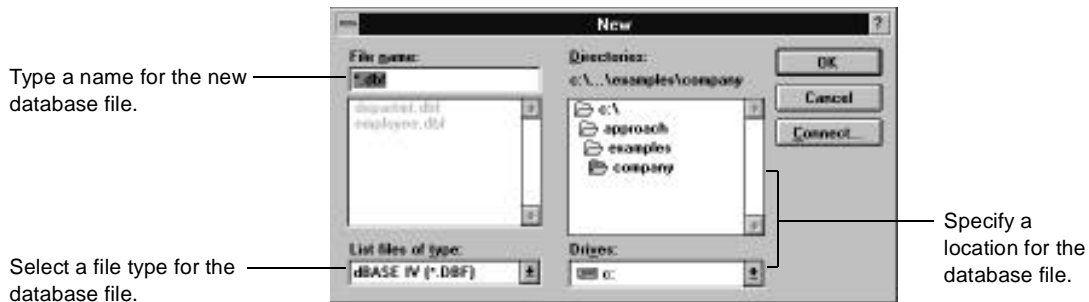 New
?
File name:
*.dbf
departmt.dbf
employee.dbf
List files of type:
dBASE IV (*.DBF)
Directories:
c:\...\examples\company
c:\
approach
examples
company
Drives:
c:
OK
Cancel
Connect...
Type a name for the new
database file.
Select a file type for the
database file.
Specify a
location for the
database file.